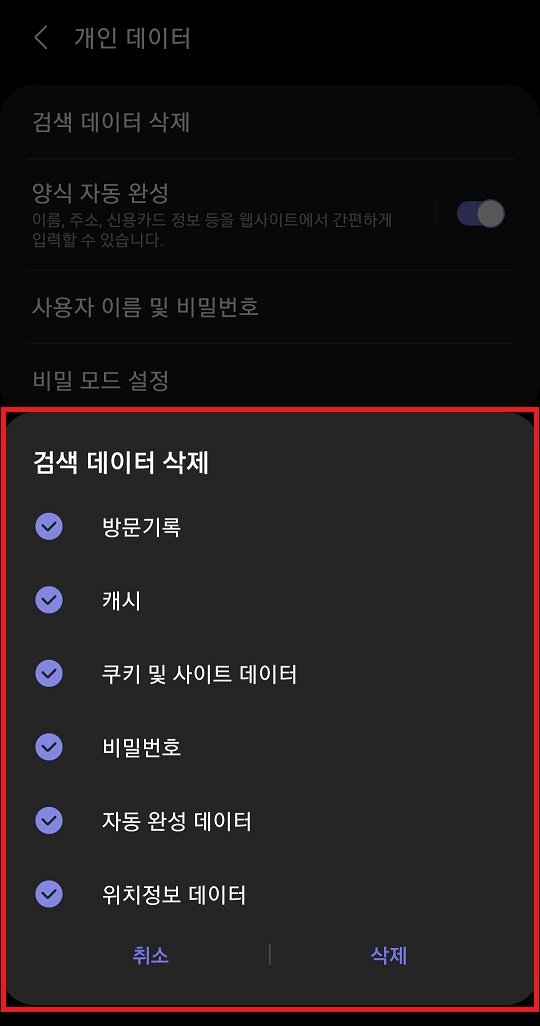 개인 데이터
검색 데이터 삭제
양식 자동 완성
이름, 주소, 신용카드 정보 등을 웹사이트에서 간편하게
입력할 수 있습니다.
사용자 이름 및 비밀번호
비밀 모드 설정
검색 데이터 삭제
방문기록
캐시
쿠키 및 사이트 데이터
비밀번호
자동 완성 데이터
위치정보 데이터
취소
삭제